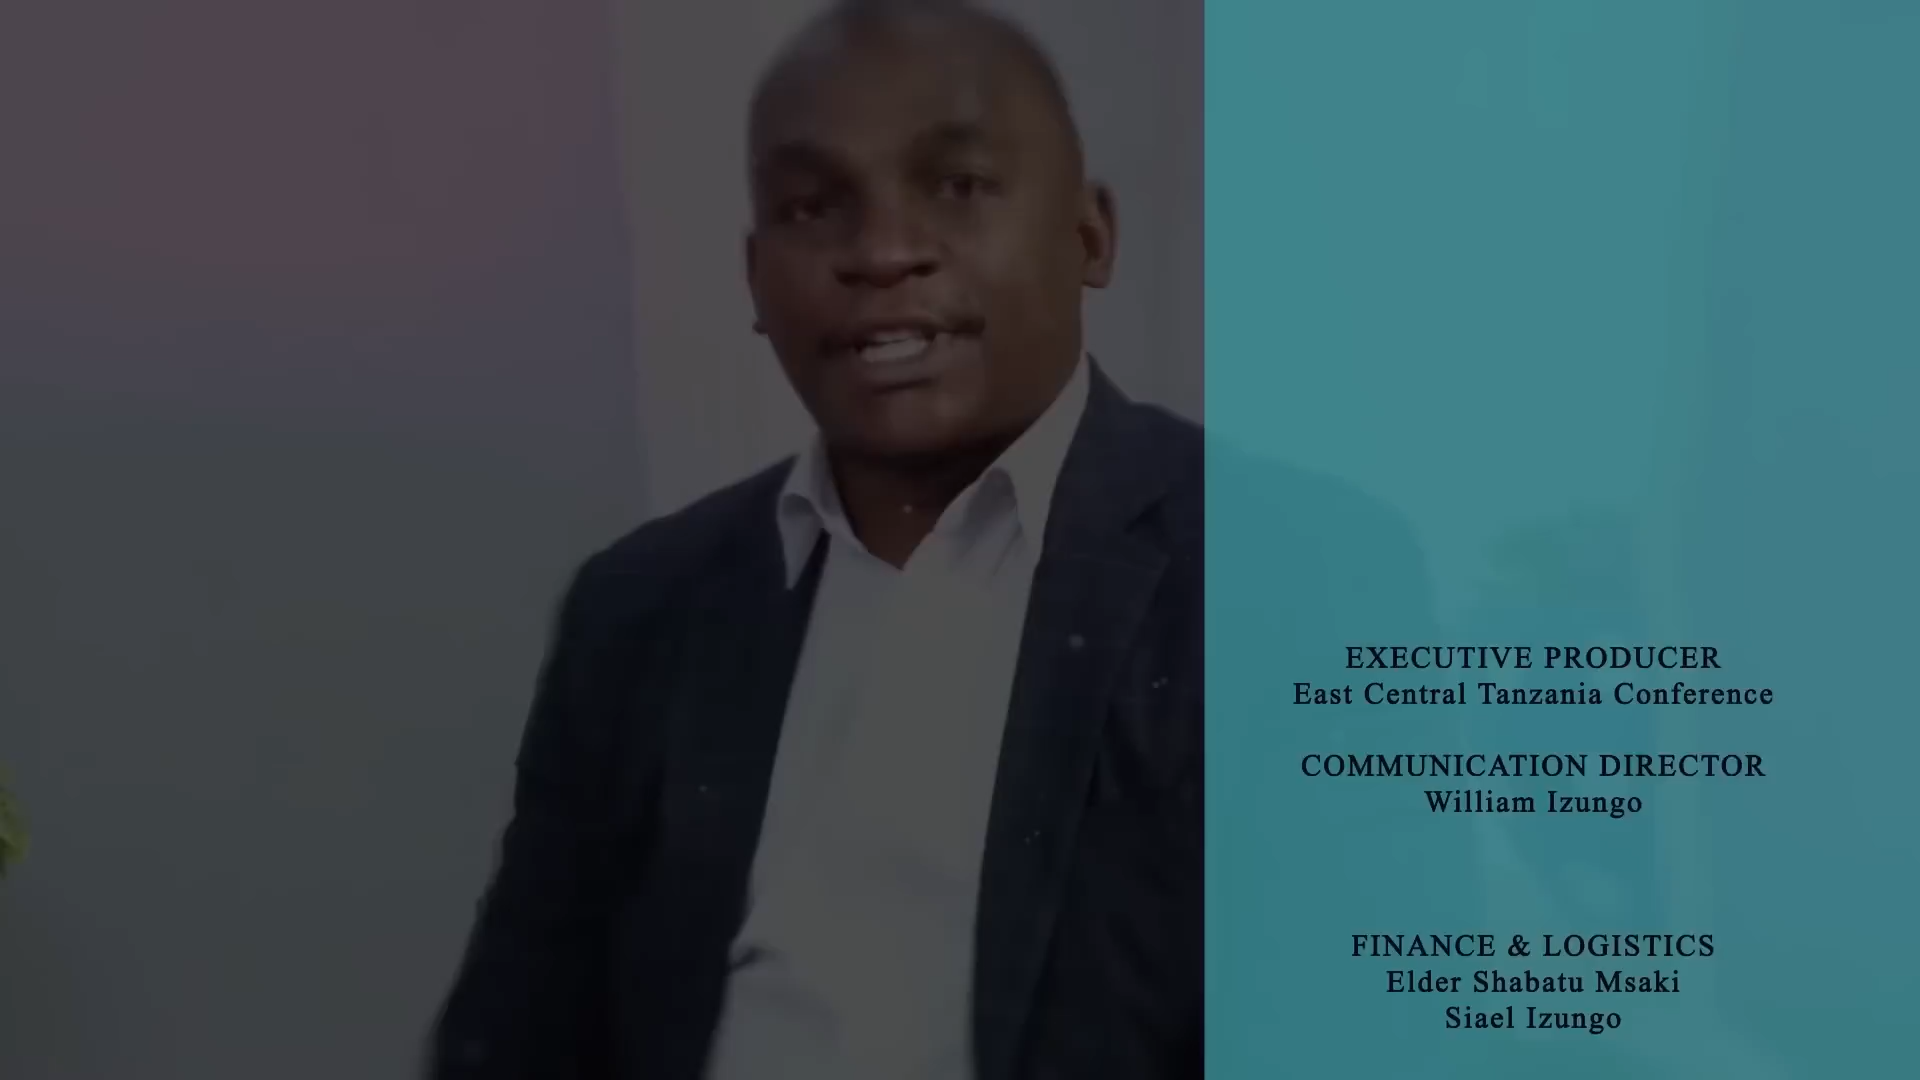 EXECUTIVE PRODUCER
East Central Tanzania Conference
COMMUNICATION DIRECTOR
William Izungo
FINANCE & LOGISTICS
Elder Shabatu Msaki
Siael Izungo